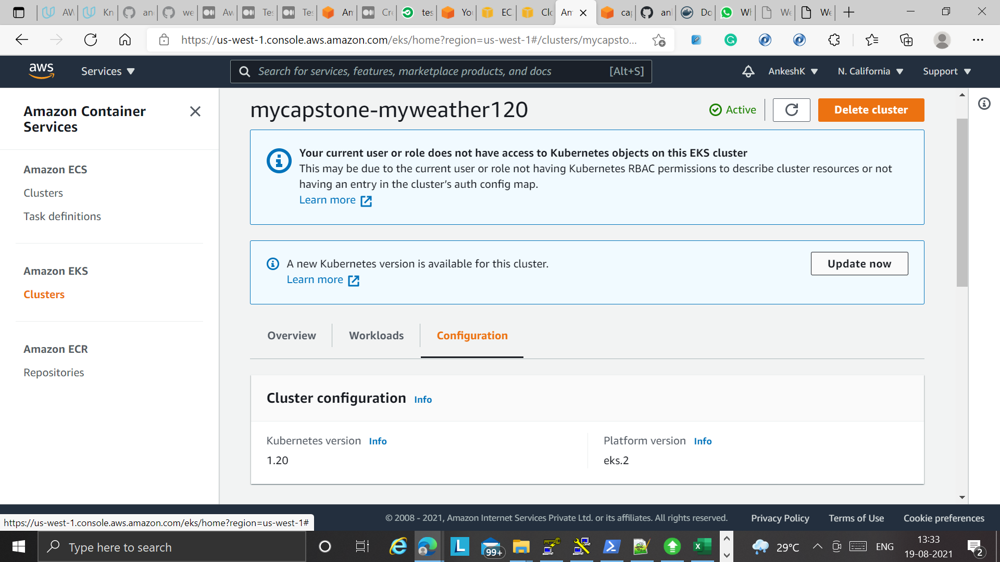 AW
Kn
an
we
Aw
Tes
Tes
An
Cre
tes
You
EC
Clo
Am
cap
an
Do
Wh
We
We
https://us-west-1.console.aws.amazon.com/eks/home?region=us-west-1#/clusters/mycapsto...
aws
Services
Search for services, features, marketplace products, and docs
[Alt+S]
AnkeshK
N. California
Support
Amazon Container
Services
Amazon ECS
Clusters
Task definitions
Amazon EKS
Clusters
Amazon ECR
Repositories
mycapstone-myweather120
Active
Delete cluster
Your current user or role does not have access to Kubernetes objects on this EKS cluster
This may be due to the current user or role not having Kubernetes RBAC permissions to describe cluster resources or not
having an entry in the cluster’s auth config map.
Learn more
A new Kubernetes version is available for this cluster.
Learn more
Update now
Overview
Workloads
Configuration
Cluster configuration Info
Kubernetes version Info
1.20
Platform version Info
eks.2
https://us-west-1.console.aws.amazon.com/eks/home?region=us-west-1#
© 2008 - 2021, Amazon Internet Services Private Ltd. or its affiliates. All rights reserved.
Privacy Policy
Terms of Use
Cookie preferences
Type here to search
L
99+
X
29°C
ENG
13:33
19-08-2021
2